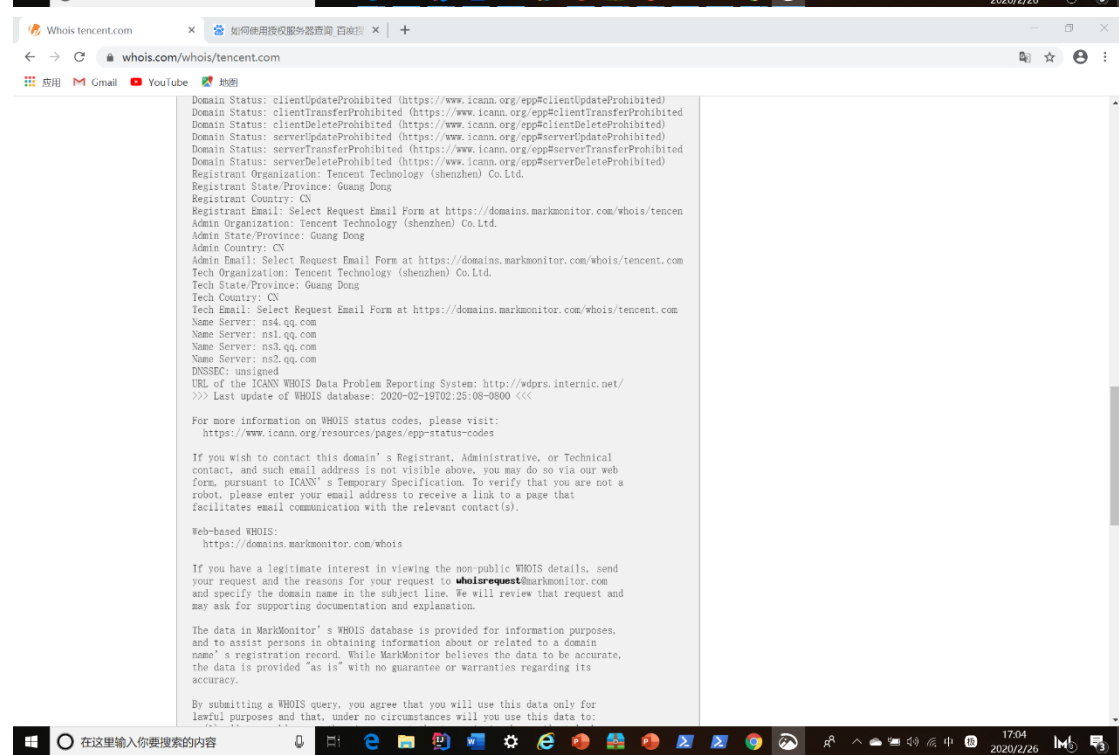 2020/2/26
Whois tencent.com
如何使用授权服务器查询_百度搜
whois.com/whois/tencent.com
应用 Gmail YouTube 地图
Domain Status: clientUpdateProhibited (https://www.icann.org/epp#clientUpdateProhibited)
Domain Status: clientTransferProhibited (https://www.icann.org/epp#clientTransferProhibited
Domain Status: clientDeleteProhibited (https://www.icann.org/epp#clientDeleteProhibited)
Domain Status: serverUpdateProhibited (https://www.icann.org/epp#serverUpdateProhibited)
Domain Status: serverTransferProhibited (https://www.icann.org/epp#serverTransferProhibited
Domain Status: serverDeleteProhibited (https://www.icann.org/epp#serverDeleteProhibited)
Registrant Organization: Tencent Technology (shenzhen) Co.Ltd.
Registrant State/Province: Guang Dong
Registrant Country: CN
Registrant Email: Select Request Email Form at https://domains.markmonitor.com/whois/tencen
Admin Organization: Tencent Technology (shenzhen) Co.Ltd.
Admin State/Province: Guang Dong
Admin Country: CN
Admin Email: Select Request Email Form at https://domains.markmonitor.com/whois/tencent.com
Tech Organization: Tencent Technology (shenzhen) Co.Ltd.
Tech State/Province: Guang Dong
Tech Country: CN
Tech Email: Select Request Email Form at https://domains.markmonitor.com/whois/tencent.com
Name Server: ns4.qq.com
Name Server: ns1.qq.com
Name Server: ns3.qq.com
Name Server: ns2.qq.com
DNSSEC: unsigned
URL of the ICANN WHOIS Data Problem Reporting System: http://wdprs.internic.net/
>>> Last update of WHOIS database: 2020-02-19T02:25:08-0800 <<<
For more information on WHOIS status codes, please visit:
https://www.icann.org/resources/pages/epp-status-codes
If you wish to contact this domain's Registrant, Administrative, or Technical
contact, and such email address is not visible above, you may do so via our web
form, pursuant to ICANN's Temporary Specification. To verify that you are not a
robot, please enter your email address to receive a link to a page that
facilitates email communication with the relevant contact(s).
Web-based WHOIS:
https://domains.markmonitor.com/whois
If you have a legitimate interest in viewing the non-public WHOIS details, send
your request and the reasons for your request to whoisrequest@markmonitor.com
and specify the domain name in the subject line. We will review that request and
may ask for supporting documentation and explanation.
The data in MarkMonitor's WHOIS database is provided for information purposes,
and to assist persons in obtaining information about or related to a domain
name's registration record. While MarkMonitor believes the data to be accurate,
the data is provided "as is" with no guarantee or warranties regarding its
accuracy.
By submitting a WHOIS query, you agree that you will use this data only for
lawful purposes and that, under no circumstances will you use this data to:
在这里输入你要搜索的内容
中
17:04
2020/2/26